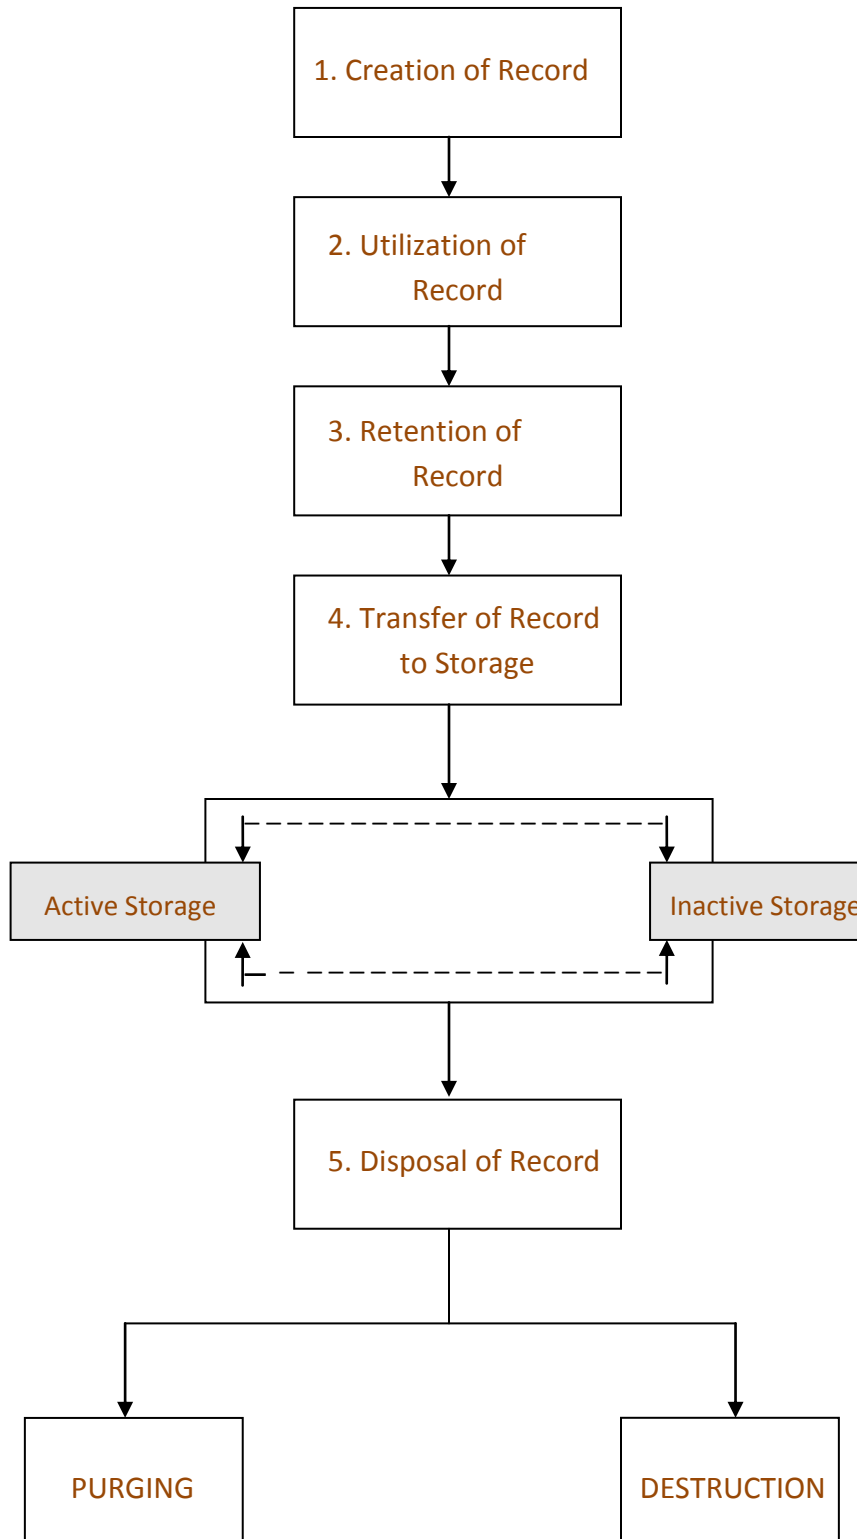 1. Creation of Record
2. Utilization of
Record
3. Retention of
Record
4. Transfer of Record
to Storage
Active Storage
Inactive Storage
5. Disposal of Record
PURGING
DESTRUCTION